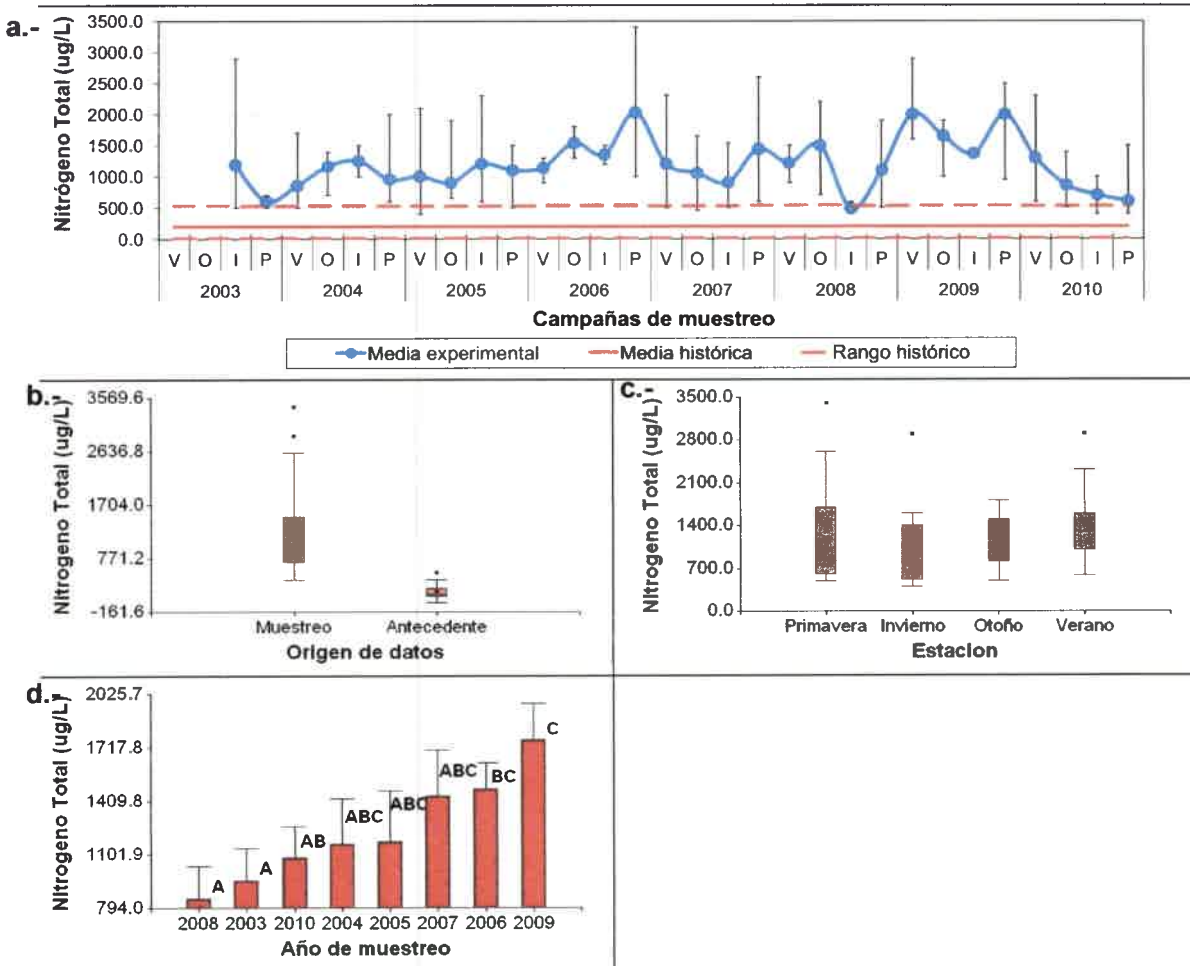 a.-
Nitrógeno Total (ug/L)
3500.0
3000.0
2500.0
2000.0
1500.0
1000.0
500.0
0.0
V O I P V O I P V O I P V O I P V O I P V O I P V O I P V O I P
2003 2004 2005 2006 2007 2008 2009 2010
Campañas de muestreo
Media experimental Media histórica Rango histórico
b.-
Nitrogeno Total (ug/L)
3569.6
2636.8
1704.0
771.2
-161.6
Muestreo Antecedente
Origen de datos
c.-
Nitrogeno Total (ug/L)
3500.0
2800.0
2100.0
1400.0
700.0
0.0
Primavera Invierno Otoño Verano
Estacion
d.-
Nitrogeno Total (ug/L)
2025.7
1717.8
1409.8
1101.9
794.0
A A AB ABC ABC ABC BC C
2008 2003 2010 2004 2005 2007 2006 2009
Año de muestreo